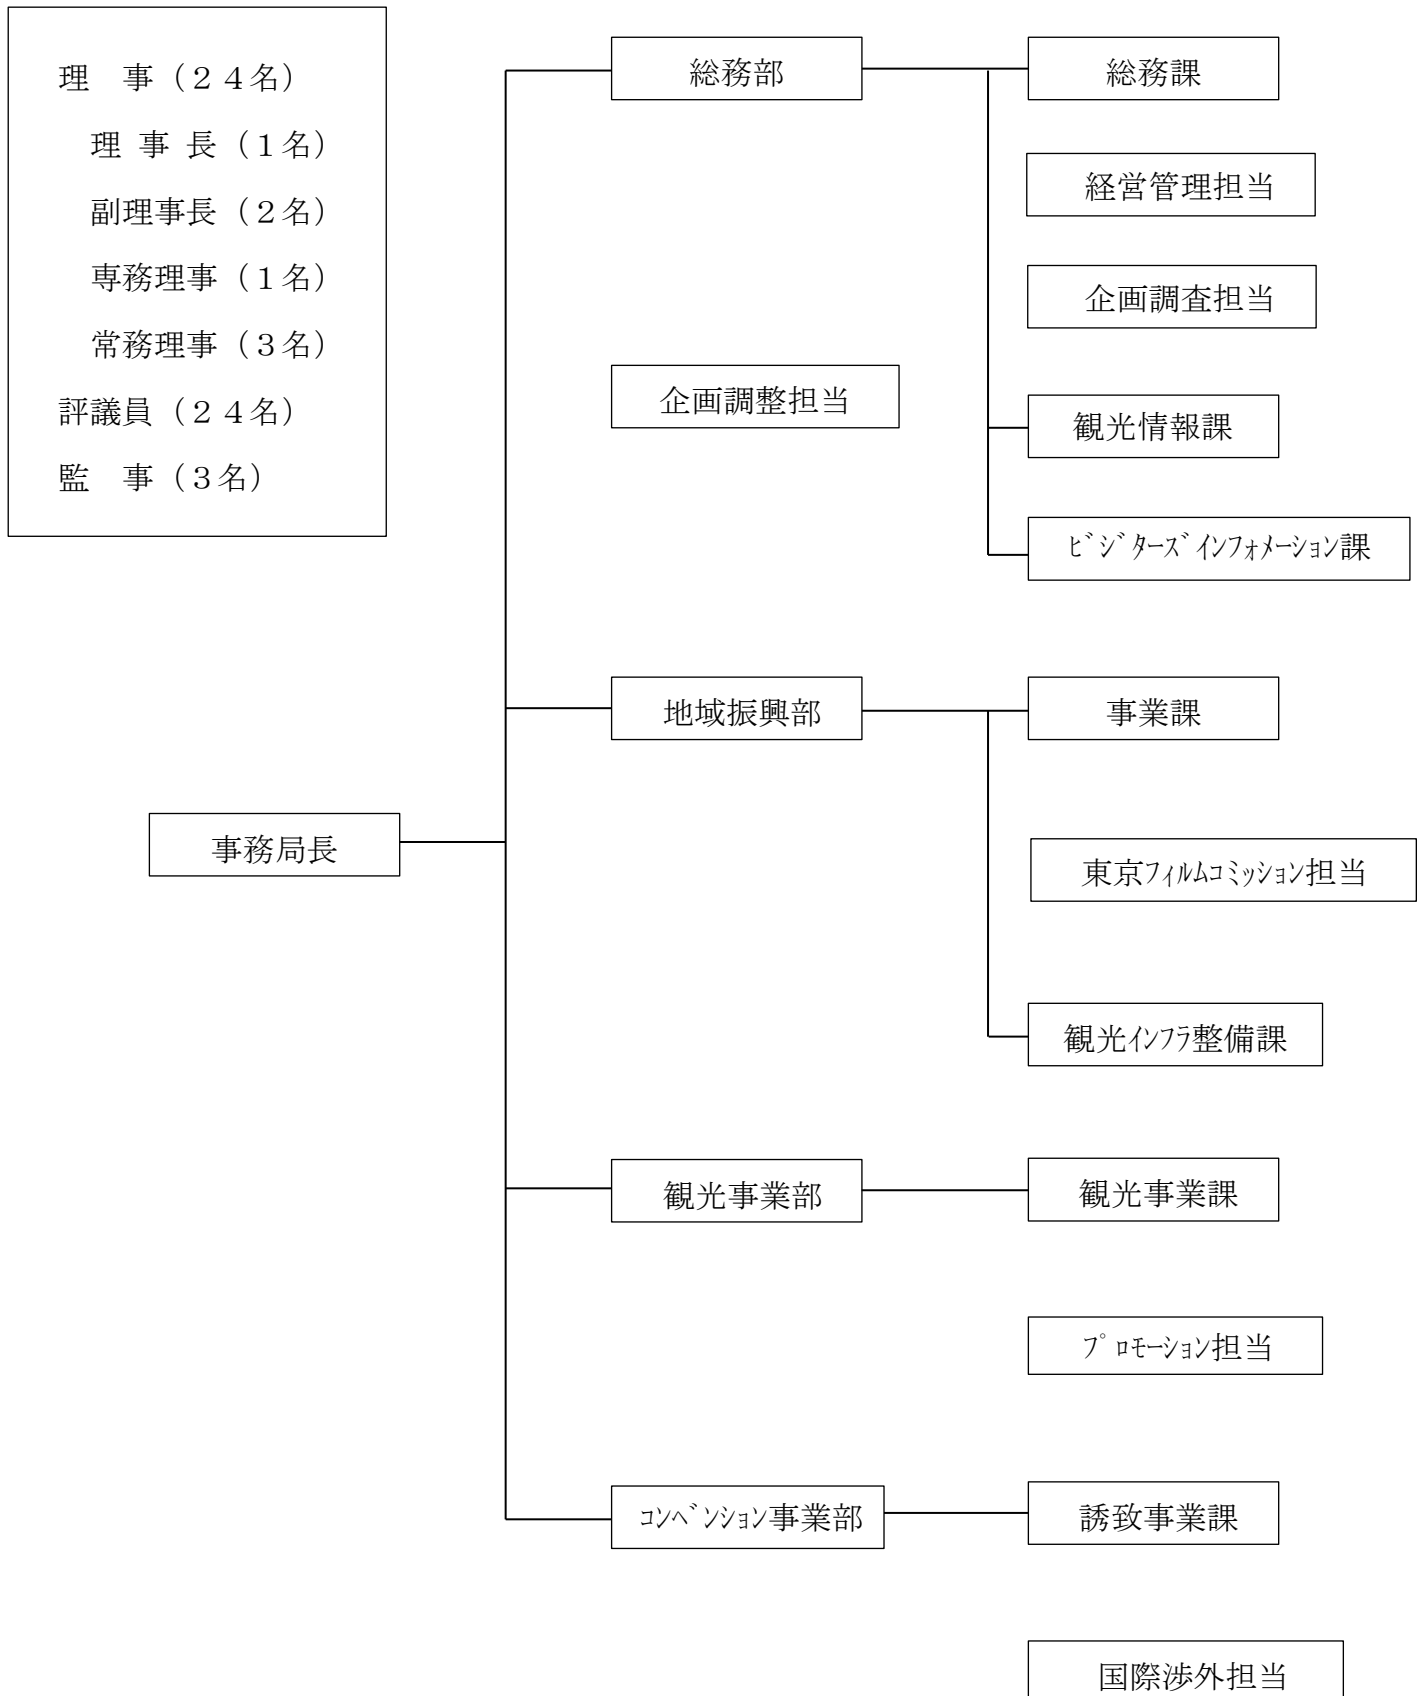 理　事（２４名）
理 事 長（１名）
副理事長（２名）
専務理事（１名）
常務理事（３名）
評議員（２４名）
監　事（３名）
総務部
総務課
経営管理担当
企画調査担当
企画調整担当
観光情報課
ﾋﾞｼﾞﾀｰｽﾞｲﾝﾌｫﾒｰｼｮﾝ課
地域振興部
事業課
事務局長
東京ﾌｨﾙﾑｺﾐｯｼｮﾝ担当
観光ｲﾝﾌﾗ整備課
観光事業部
観光事業課
ﾌﾟﾛﾓｰｼｮﾝ担当
ｺﾝﾍﾞﾝｼｮﾝ事業部
誘致事業課
国際渉外担当